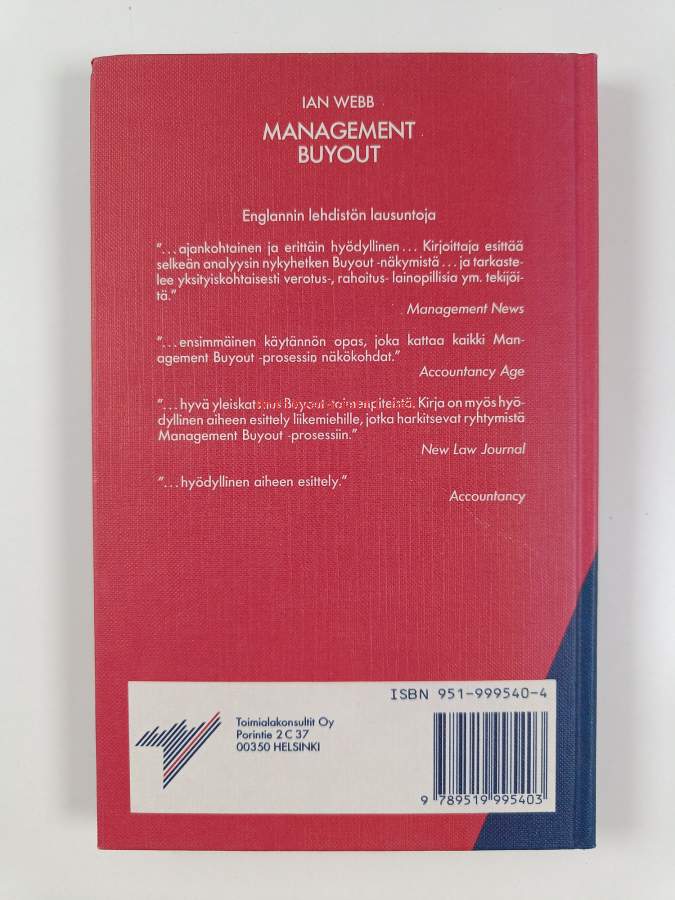 IAN WEBB
MANAGEMENT
BUYOUT
Englannin lehdistön lausuntoja
”...ajankohtainen ja erittäin hyödyllinen... Kirjoittaja esittää
selkeän analyysin nykyhetken Buyout -näkymistä... ja tarkaste-
lee yksityiskohtaisesti verotus-, rahoitus- lainopillisia ym. tekijöi-
tä.”
Management News
”...ensimmäinen käytännön opas, joka kattaa kaikki Man-
agement Buyout -prosessin näkökohdat.”
Accountancy Age
”...hyvä yleiskatsaus Buyout-toimenpiteistä. Kirja on myös hyö-
dyllinen aiheen esittely liikemiehille, jotka harkitsevat ryhtymistä
Management Buyout -prosessiin.”
New Law Journal
”...hyödyllinen aiheen esittely.”
Accountancy
ISBN 951-999540-4
Toimialakonsultit Oy
Porintie 2 C 37
00350 HELSINKI
9 789519 995403